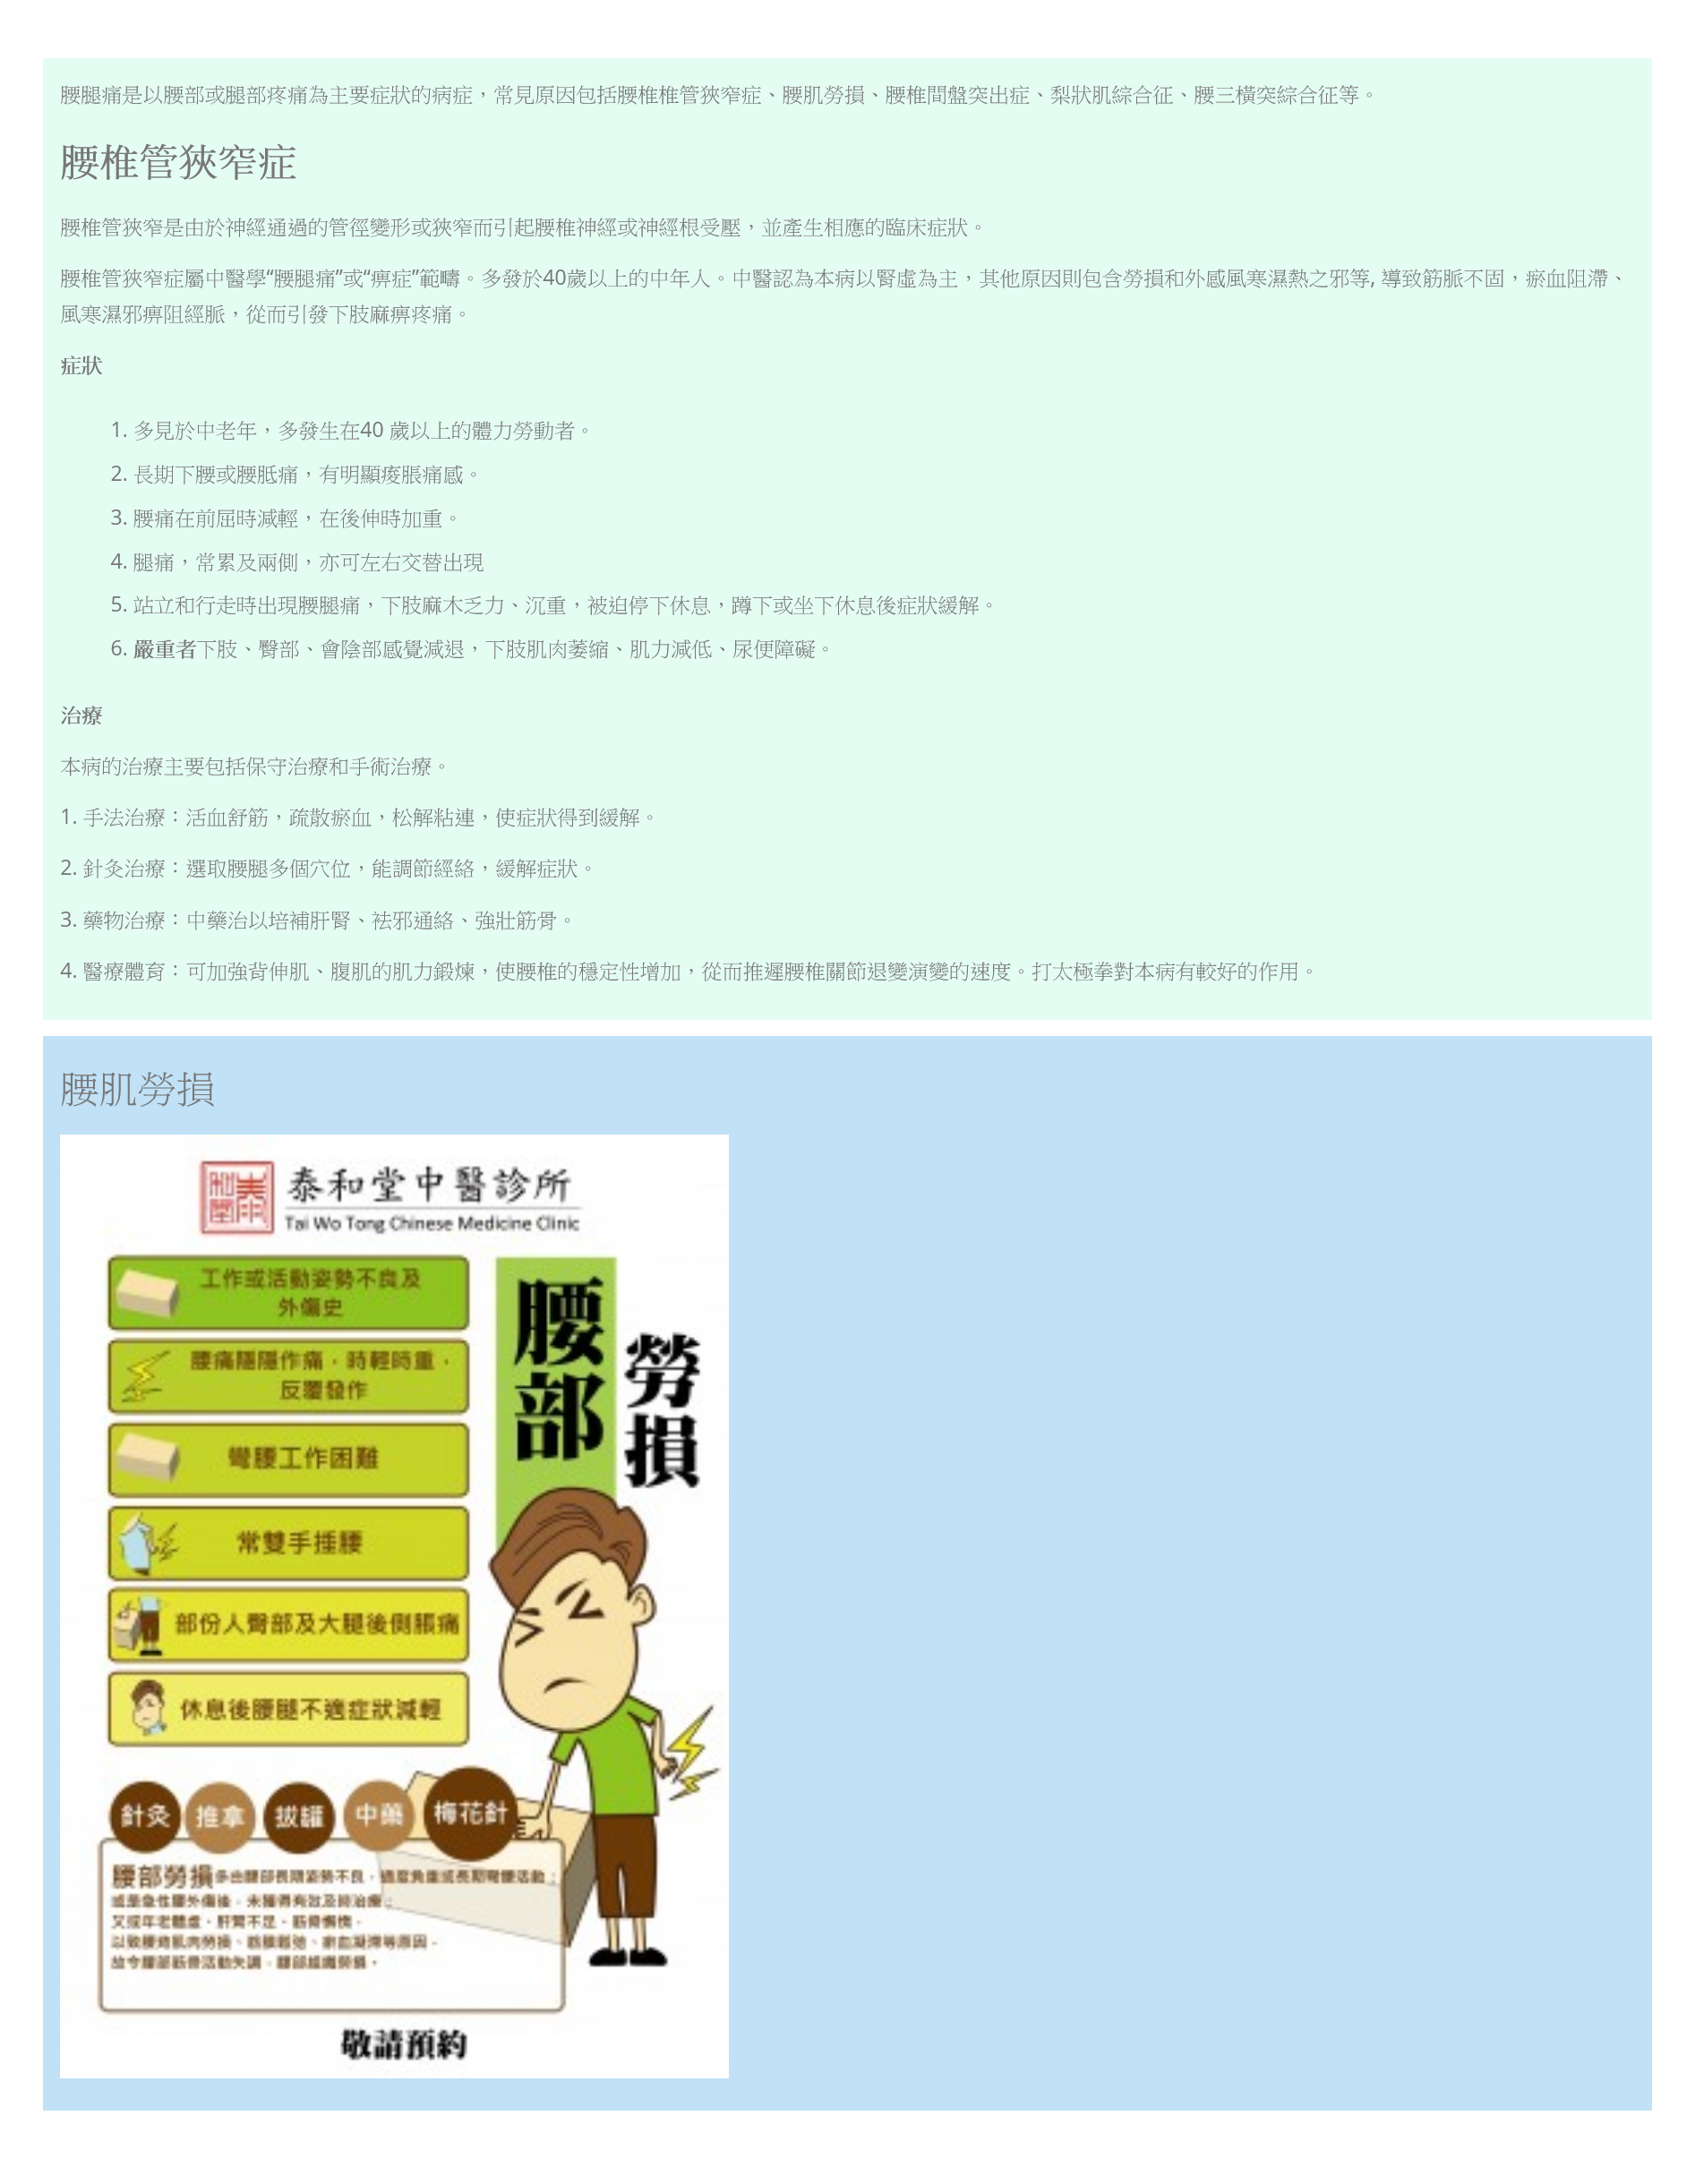 腰腿痛是以腰部或腿部疼痛為主要症狀的病症，常見原因包括腰椎椎管狹窄症、腰肌勞損、腰椎間盤突出症、梨狀肌綜合征、腰三橫突綜合征等。
腰椎管狹窄症
腰椎管狹窄是由於神經通過的管徑變形或狹窄而引起腰椎神經或神經根受壓，並產生相應的臨床症狀。
腰椎管狹窄症屬中醫學“腰腿痛”或“痹症”範疇。多發於40歲以上的中年人。中醫認為本病以腎虛為主，其他原因則包含勞損和外感風寒濕熱之邪等, 導致筋脈不固，瘀血阻滯、
風寒濕邪痹阻經脈，從而引發下肢麻痹疼痛。
症狀
1. 多見於中老年，多發生在40 歲以上的體力勞動者。
2. 長期下腰或腰骶痛，有明顯痠脹痛感。
3. 腰痛在前屈時減輕，在後伸時加重。
4. 腿痛，常累及兩側，亦可左右交替出現
5. 站立和行走時出現腰腿痛，下肢麻木乏力、沉重，被迫停下休息，蹲下或坐下休息後症狀緩解。
6. 嚴重者下肢、臀部、會陰部感覺減退，下肢肌肉萎縮、肌力減低、尿便障礙。
治療
本病的治療主要包括保守治療和手術治療。
1. 手法治療：活血舒筋，疏散瘀血，松解粘連，使症狀得到緩解。
2. 針灸治療：選取腰腿多個穴位，能調節經絡，緩解症狀。
3. 藥物治療：中藥治以培補肝腎、袪邪通絡、強壯筋骨。
4. 醫療體育：可加強背伸肌、腹肌的肌力鍛煉，使腰椎的穩定性增加，從而推遲腰椎關節退變演變的速度。打太極拳對本病有較好的作用。
腰肌勞損
泰和堂
泰和堂中醫診所
Tai Wo Tong Chinese Medicine Clinic
腰部
勞損
工作或活動姿勢不良及
外傷史
腰痛隱隱作痛，時輕時重，
反覆發作
彎腰工作困難
常雙手捶腰
部份人臀部及大腿後側脹痛
休息後腰腿不適症狀減輕
針灸 推拿 拔罐 中藥 梅花針
腰部勞損多由腰部長期姿勢不良，過度負重或長期彎腰活動；
或是急性腰外傷後，未獲得有效及時治療；
又或年老體虛，肝腎不足，筋骨
以致腰背肌肉勞損、筋膜鬆弛、瘀血凝滯等原因，
故令腰部筋骨活動失調，腰部組織勞損。
敬請預約